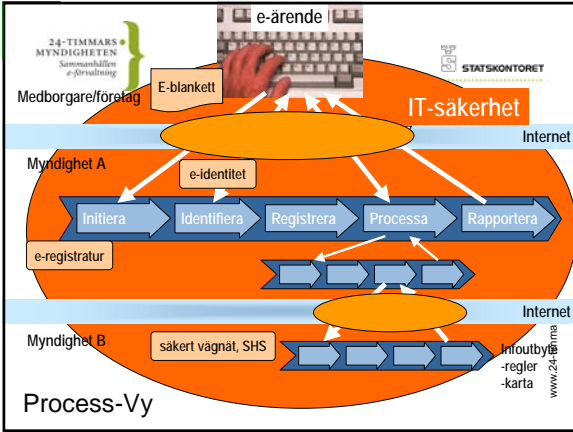 e-ärende
24-TIMMARS
MYNDIGHETEN
Sammanhållen
e-förvaltning
STATSKONTORET
E-blankett
Medborgare/företag
IT-säkerhet
Internet
Myndighet A
e-identitet
Initiera
Identifiera
Registrera
Processa
Rapportera
e-registratur
Internet
Myndighet B
säkert vägnät, SHS
Infoutbyte
-regler
-karta
www.24-timma
Process-Vy